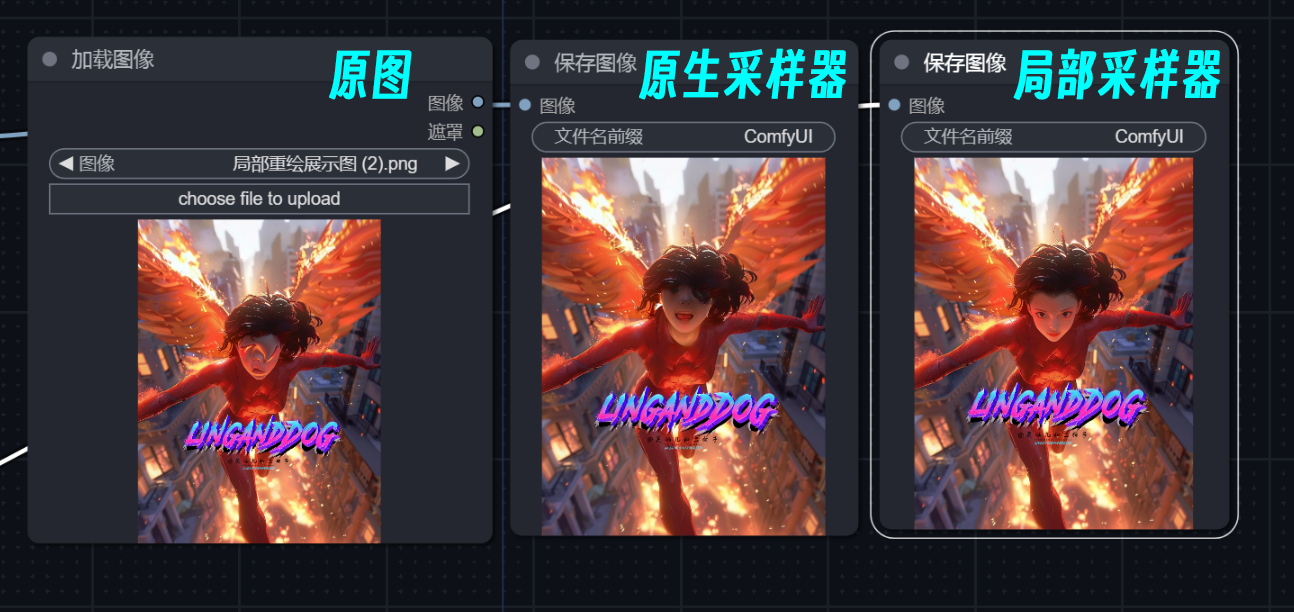 加载图像
原图
图像
遮罩
◀ 图像 局部重绘展示图 (2).png ▶
choose file to upload
LINGANDDOG
保存图像
原生采样器
图像
文件名前缀 ComfyUI
LINGANDDOG
保存图像
局部采样器
图像
文件名前缀 ComfyUI
LINGANDDOG